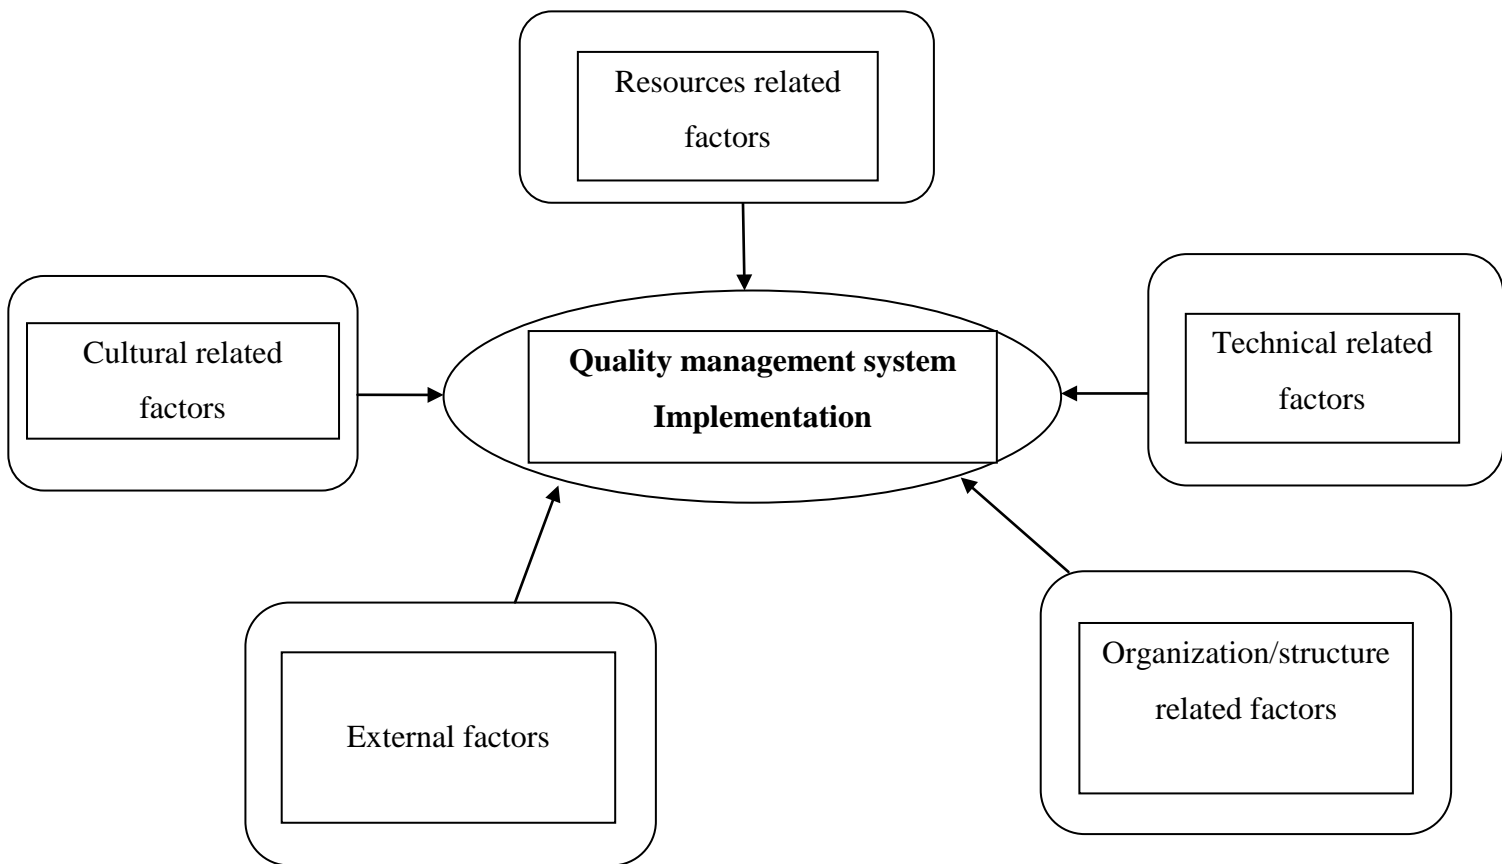 Resources related
factors
Cultural related
factors
Quality management system
Implementation
Technical related
factors
External factors
Organization/structure
related factors